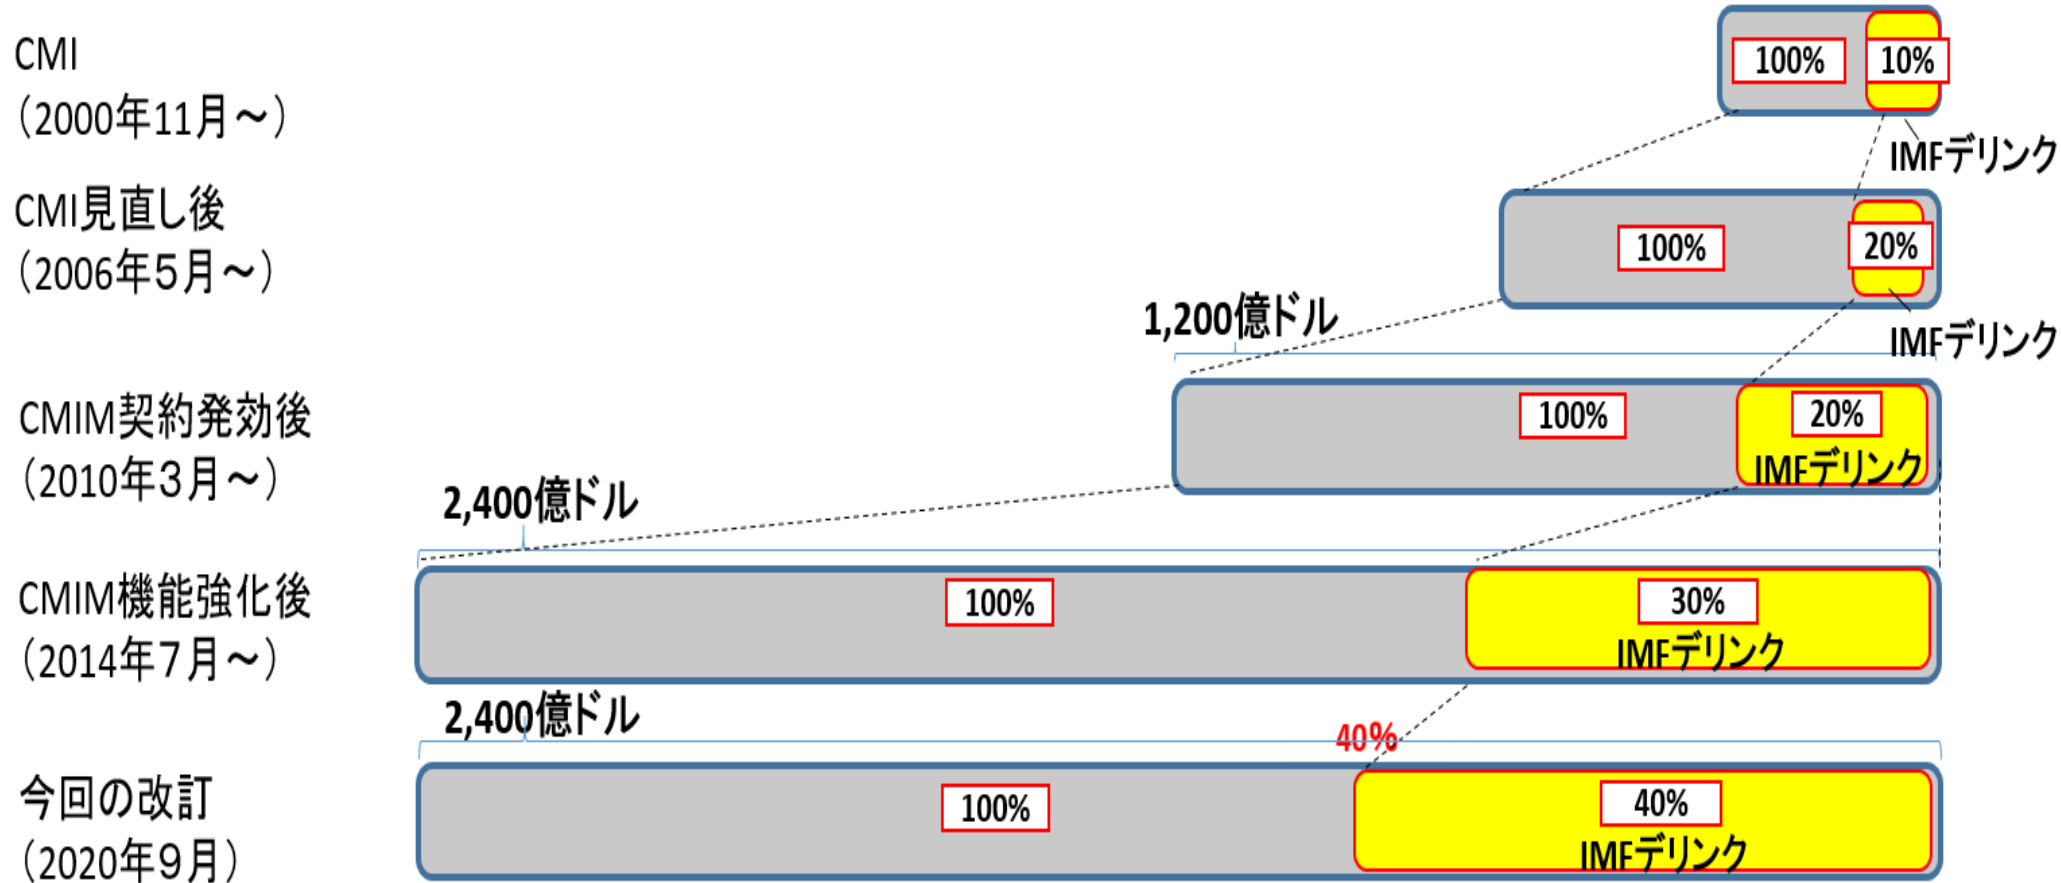 CMI
（2000年11月～）
100%
10%
IMFデリンク
CMI見直し後
（2006年５月～）
100%
20%
IMFデリンク
1,200億ドル
CMIM契約発効後
（2010年３月～）
100%
20%
IMFデリンク
2,400億ドル
CMIM機能強化後
（2014年７月～）
100%
30%
IMFデリンク
2,400億ドル
40%
今回の改訂
（2020年９月）
100%
40%
IMFデリンク